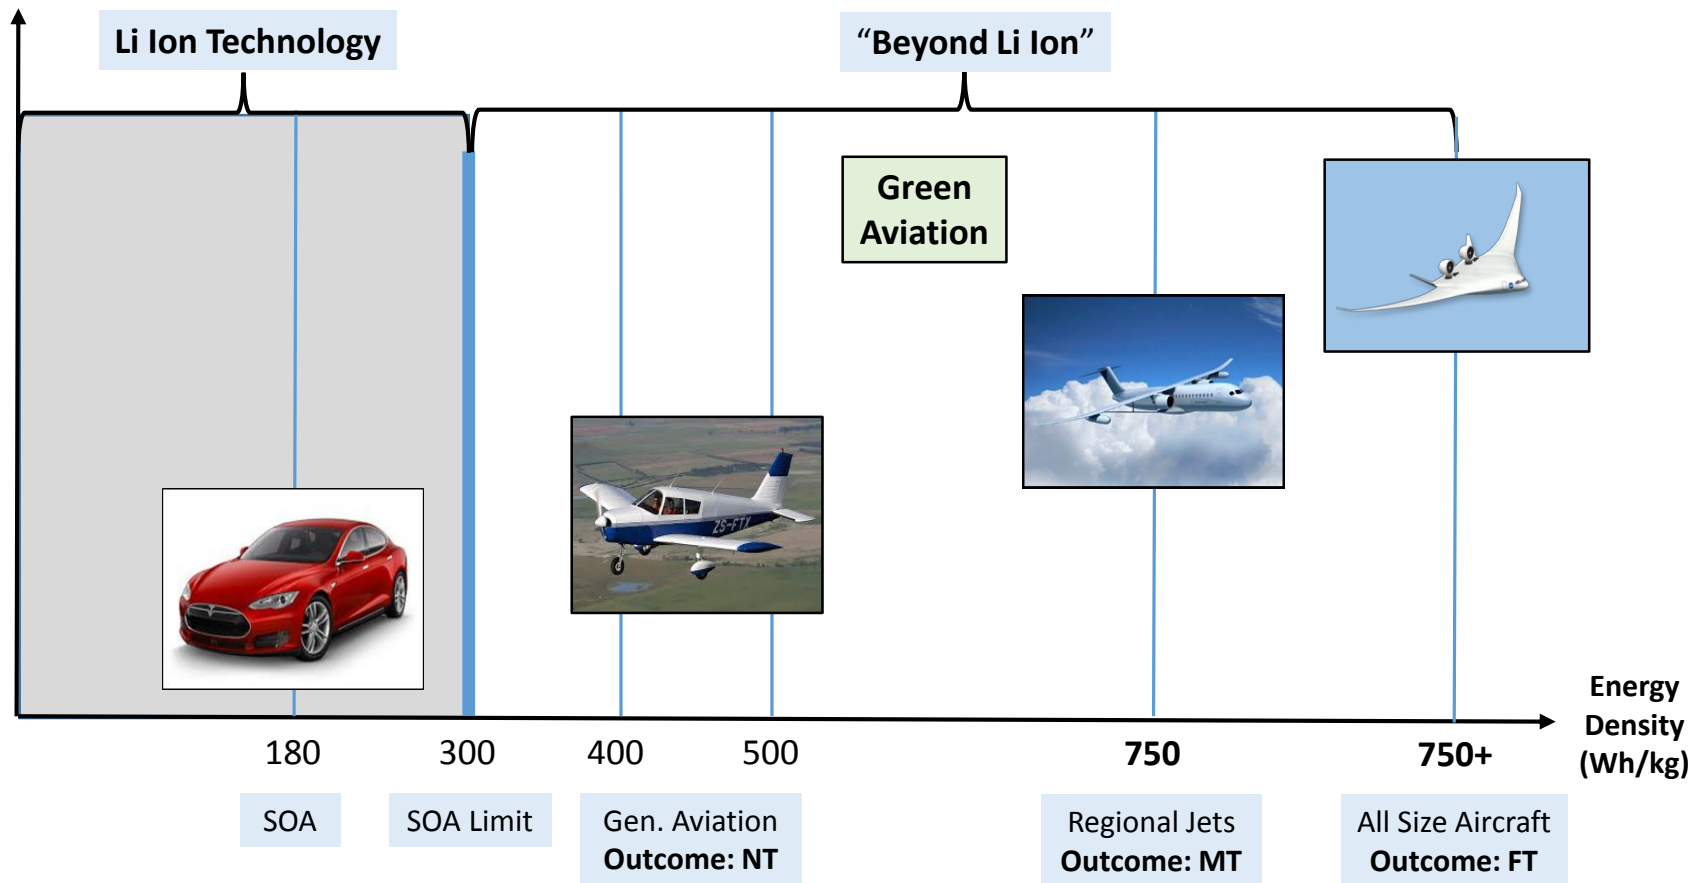 Li Ion Technology
“Beyond Li Ion”
Green
Aviation
ZS-FTX
Energy
Density
(Wh/kg)
180
300
400
500
750
750+
SOA
SOA Limit
Gen. Aviation
Outcome: NT
Regional Jets
Outcome: MT
All Size Aircraft
Outcome: FT